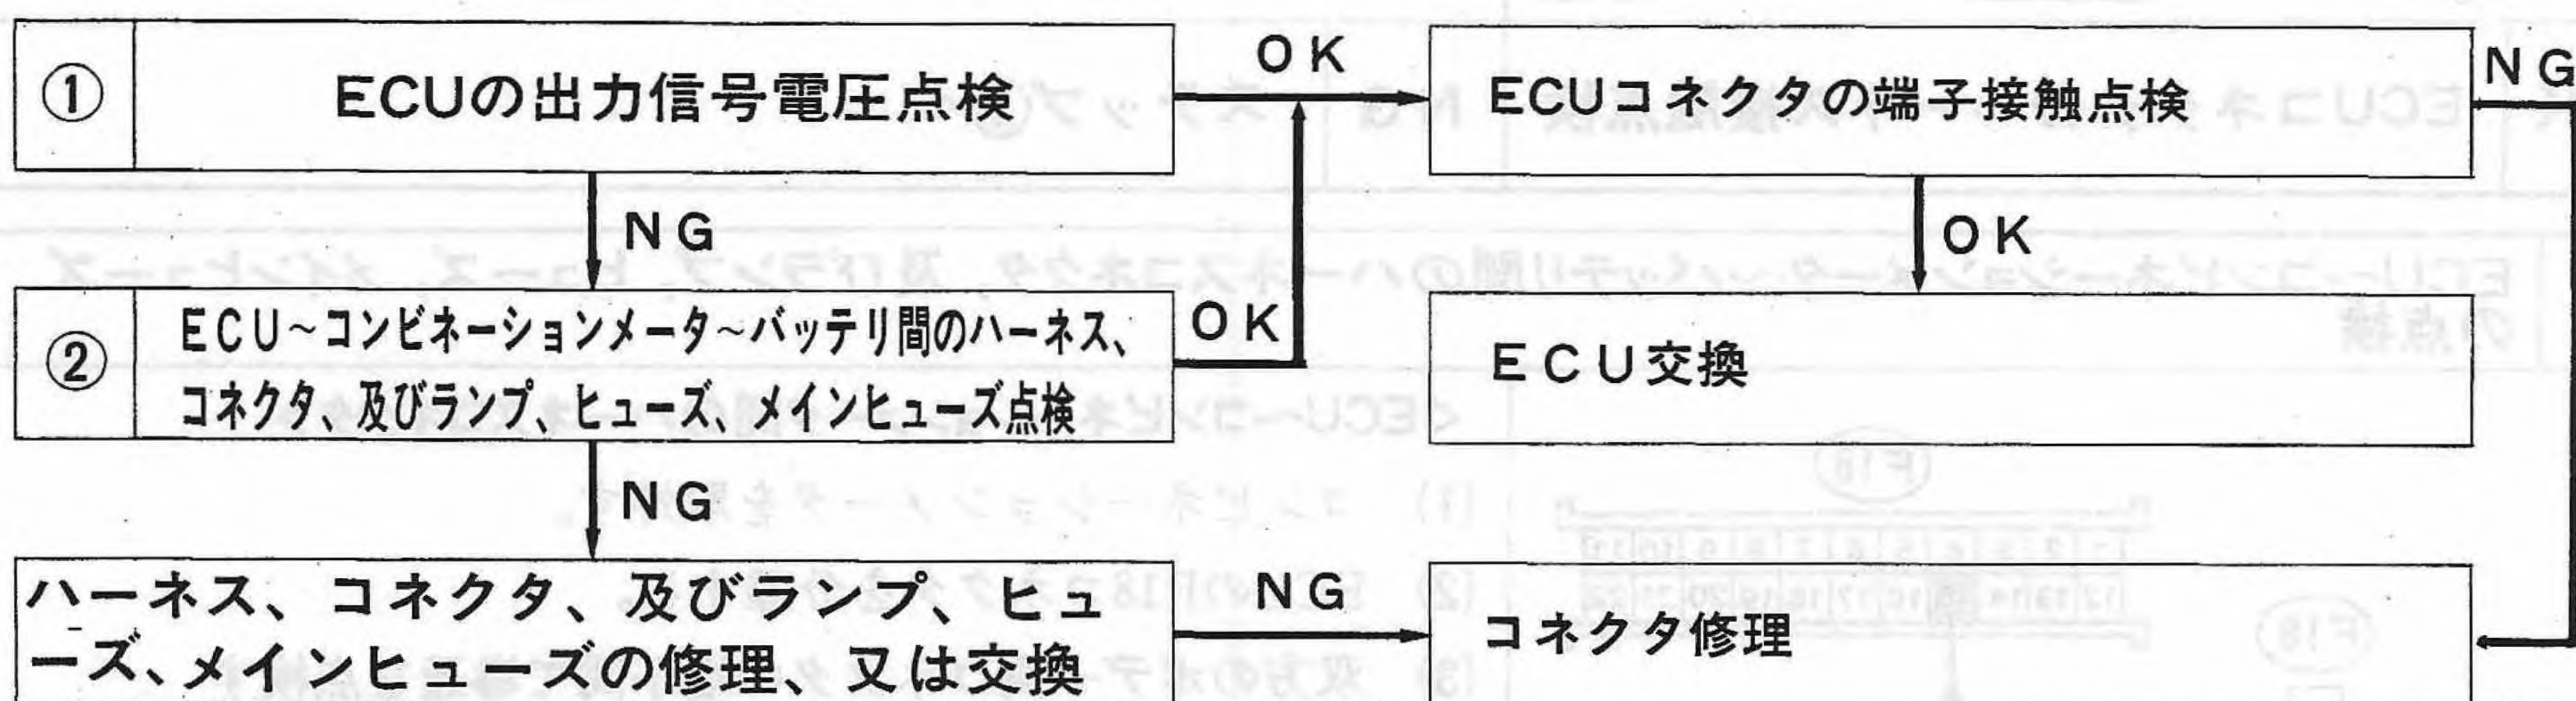 ① ECUの出力信号電圧点検
OK
ECUコネクタの端子接触点検
NG
NG
OK
② ECU～コンビネーションメータ～バッテリ間のハーネス、
コネクタ、及びランプ、ヒューズ、メインヒューズ点検
OK
ECU交換
NG
ハーネス、コネクタ、及びランプ、ヒュ
ーズ、メインヒューズの修理、又は交換
NG
コネクタ修理